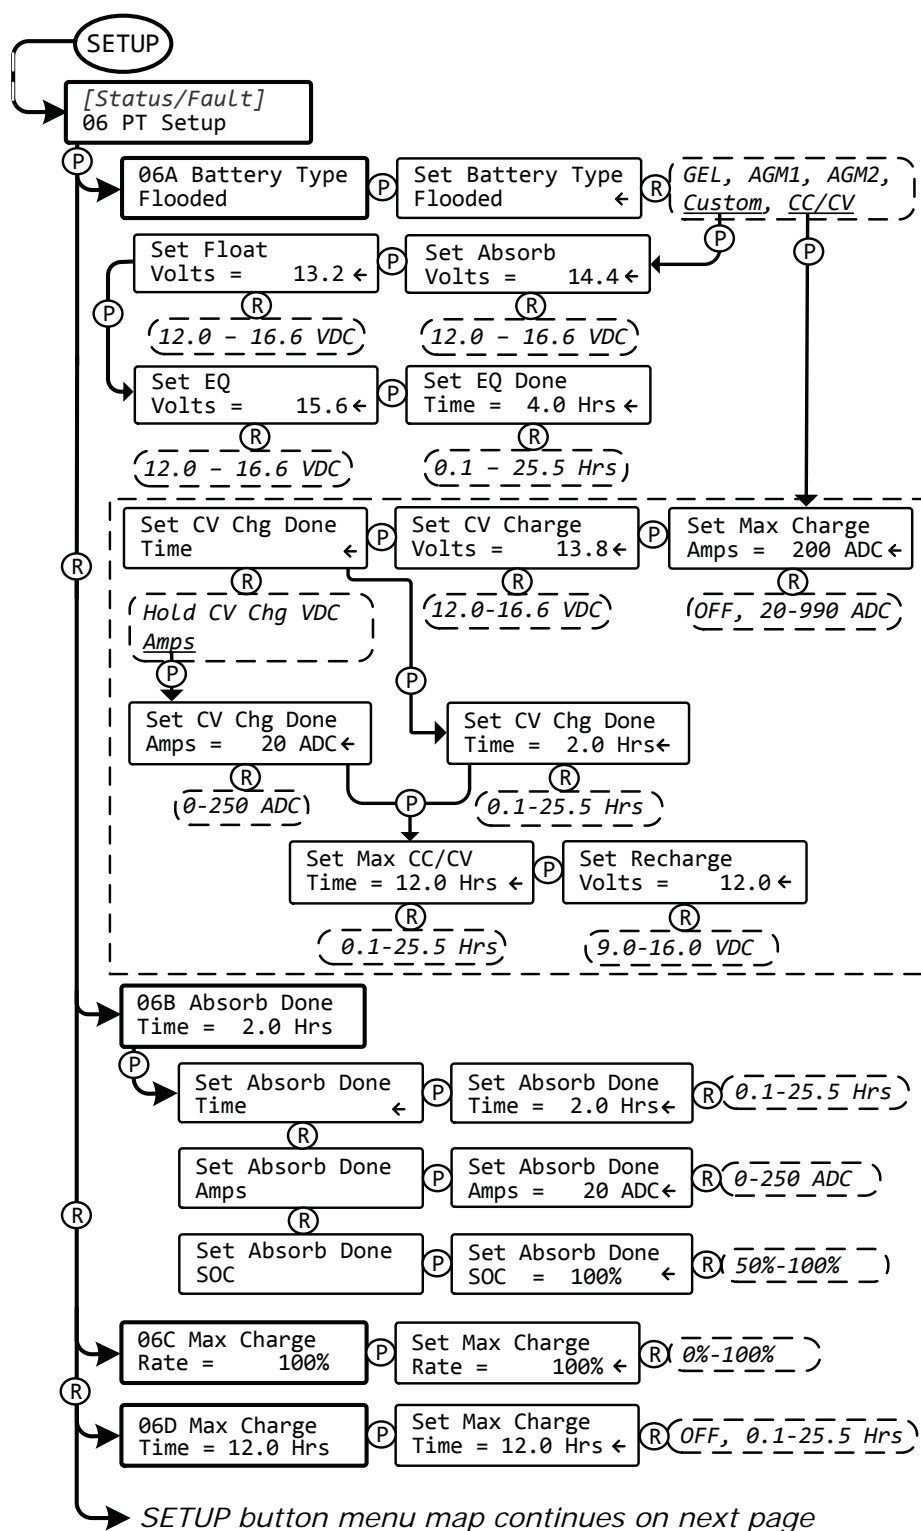 SETUP
[Status/Fault]
06 PT Setup
P
06A Battery Type
Flooded
P
Set Battery Type
Flooded ←
R
GEL, AGM1, AGM2,
Custom, CC/CV
P
P
Set Float
Volts = 13.2 ←
P
Set Absorb
Volts = 14.4 ←
R
12.0 – 16.6 VDC
R
12.0 – 16.6 VDC
P
Set EQ
Volts = 15.6 ←
P
Set EQ Done
Time = 4.0 Hrs ←
R
12.0 – 16.6 VDC
R
0.1 – 25.5 Hrs
R
Set CV Chg Done
Time ←
P
Set CV Charge
Volts = 13.8 ←
P
Set Max Charge
Amps = 200 ADC ←
R
Hold CV Chg VDC
Amps
R
12.0-16.6 VDC
R
OFF, 20-990 ADC
P
P
Set CV Chg Done
Amps = 20 ADC ←
Set CV Chg Done
Time = 2.0 Hrs ←
R
0-250 ADC
P
R
0.1-25.5 Hrs
Set Max CC/CV
Time = 12.0 Hrs ←
P
Set Recharge
Volts = 12.0 ←
R
0.1-25.5 Hrs
R
9.0-16.0 VDC
06B Absorb Done
Time = 2.0 Hrs
P
Set Absorb Done
Time ←
P
Set Absorb Done
Time = 2.0 Hrs ←
R
0.1-25.5 Hrs
R
Set Absorb Done
Amps
P
Set Absorb Done
Amps = 20 ADC ←
R
0-250 ADC
R
R
Set Absorb Done
SOC
P
Set Absorb Done
SOC = 100% ←
R
50%-100%
06C Max Charge
Rate = 100%
P
Set Max Charge
Rate = 100% ←
R
0%-100%
R
06D Max Charge
Time = 12.0 Hrs
P
Set Max Charge
Time = 12.0 Hrs ←
R
OFF, 0.1-25.5 Hrs
SETUP button menu map continues on next page